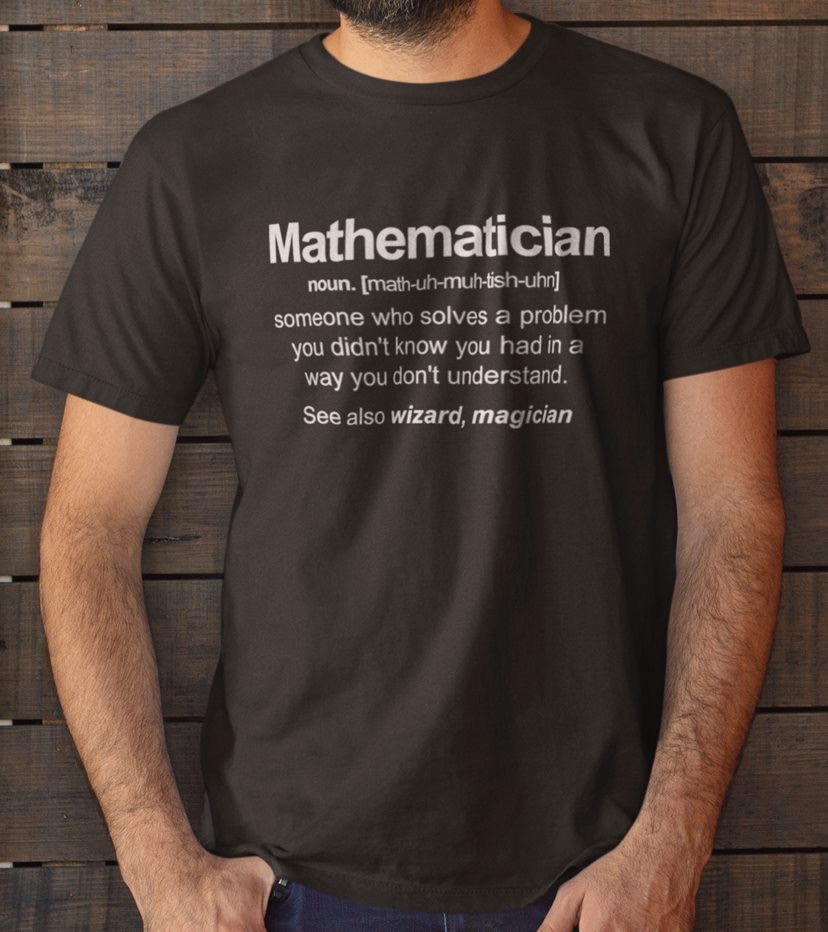 Mathematician
noun. [math-uh-muh-tish-uhn]
someone who solves a problem
you didn't know you had in a
way you don't understand.
See also wizard, magician